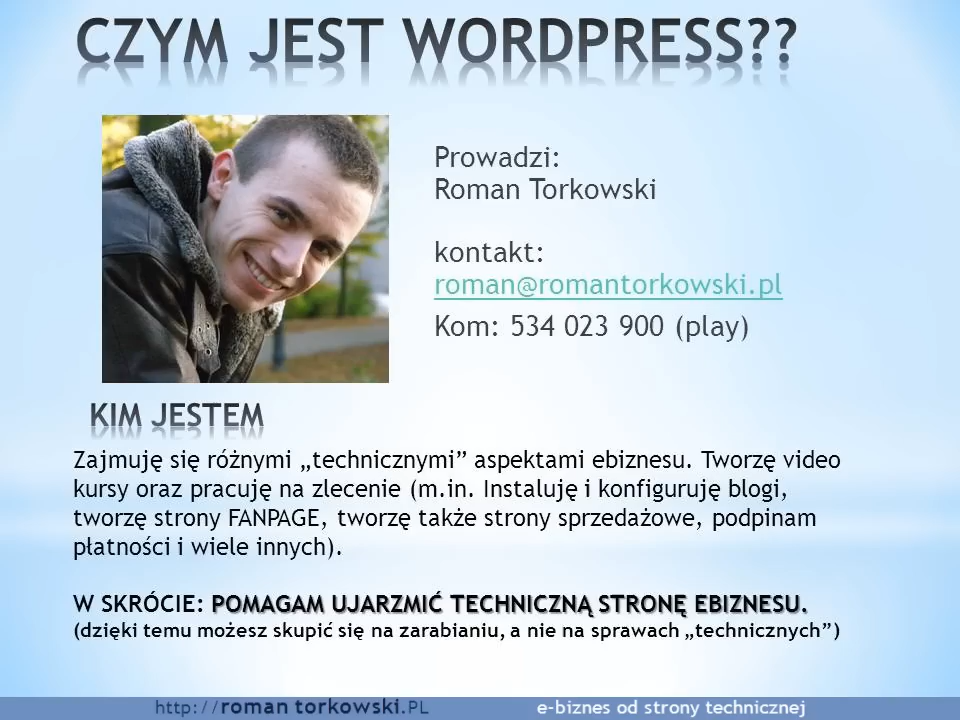 CZYM JEST WORDPRESS??
Prowadzi:
Roman Torkowski
kontakt:
roman@romantorkowski.pl
Kom: 534 023 900 (play)
KIM JESTEM
Zajmuję się różnymi „technicznymi” aspektami ebiznesu. Tworzę video
kursy oraz pracuję na zlecenie (m.in. Instaluję i konfiguruję blogi,
tworzę strony FANPAGE, tworzę także strony sprzedażowe, podpinam
płatności i wiele innych).
W SKRÓCIE: POMAGAM UJARZMIĆ TECHNICZNĄ STRONĘ EBIZNESU.
(dzięki temu możesz skupić się na zarabianiu, a nie na sprawach „technicznych”)
http://roman torkowski.PL e-biznes od strony technicznej